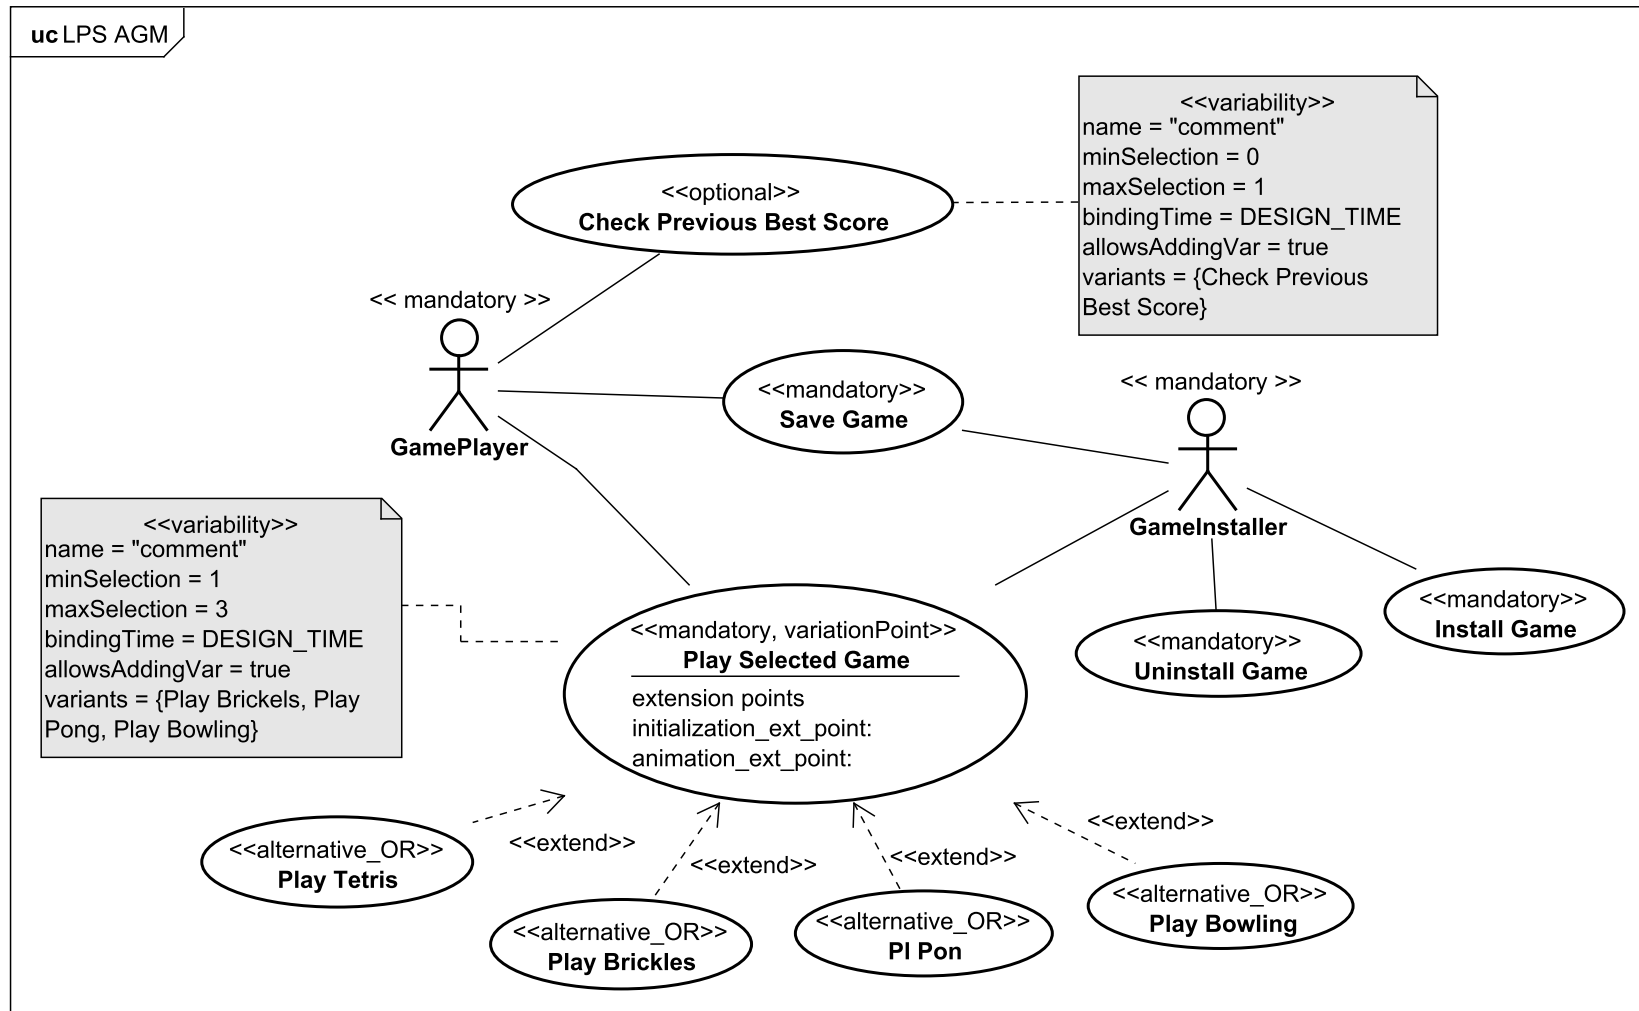 uc LPS AGM
<<variability>>
name = "comment"
minSelection = 0
maxSelection = 1
bindingTime = DESIGN_TIME
allowsAddingVar = true
variants = {Check Previous
Best Score}
<<optional>>
Check Previous Best Score
<< mandatory >>
GamePlayer
<<mandatory>>
Save Game
<< mandatory >>
GameInstaller
<<variability>>
name = "comment"
minSelection = 1
maxSelection = 3
bindingTime = DESIGN_TIME
allowsAddingVar = true
variants = {Play Brickels, Play
Pong, Play Bowling}
<<mandatory, variationPoint>>
Play Selected Game
extension points
initialization_ext_point:
animation_ext_point:
<<mandatory>>
Uninstall Game
<<mandatory>>
Install Game
<<extend>>
<<extend>>
<<extend>>
<<extend>>
<<alternative_OR>>
Play Tetris
<<alternative_OR>>
Play Brickles
<<alternative_OR>>
Pl Pon
<<alternative_OR>>
Play Bowling